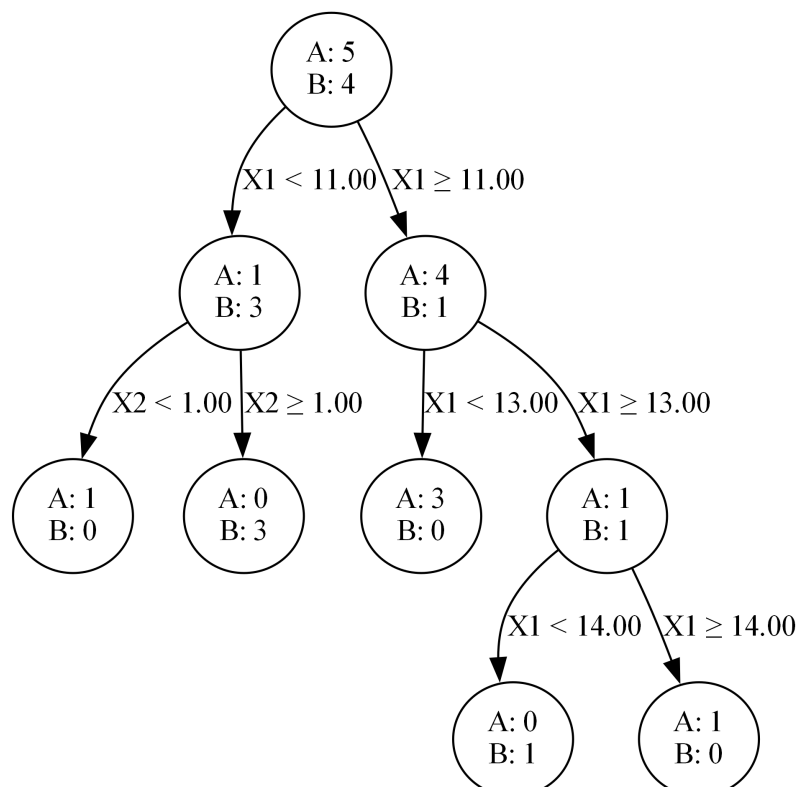 A: 5
B: 4
X1 < 11.00
X1 ≥ 11.00
A: 1
B: 3
A: 4
B: 1
X2 < 1.00
X2 ≥ 1.00
X1 < 13.00
X1 ≥ 13.00
A: 1
B: 0
A: 0
B: 3
A: 3
B: 0
A: 1
B: 1
X1 < 14.00
X1 ≥ 14.00
A: 0
B: 1
A: 1
B: 0